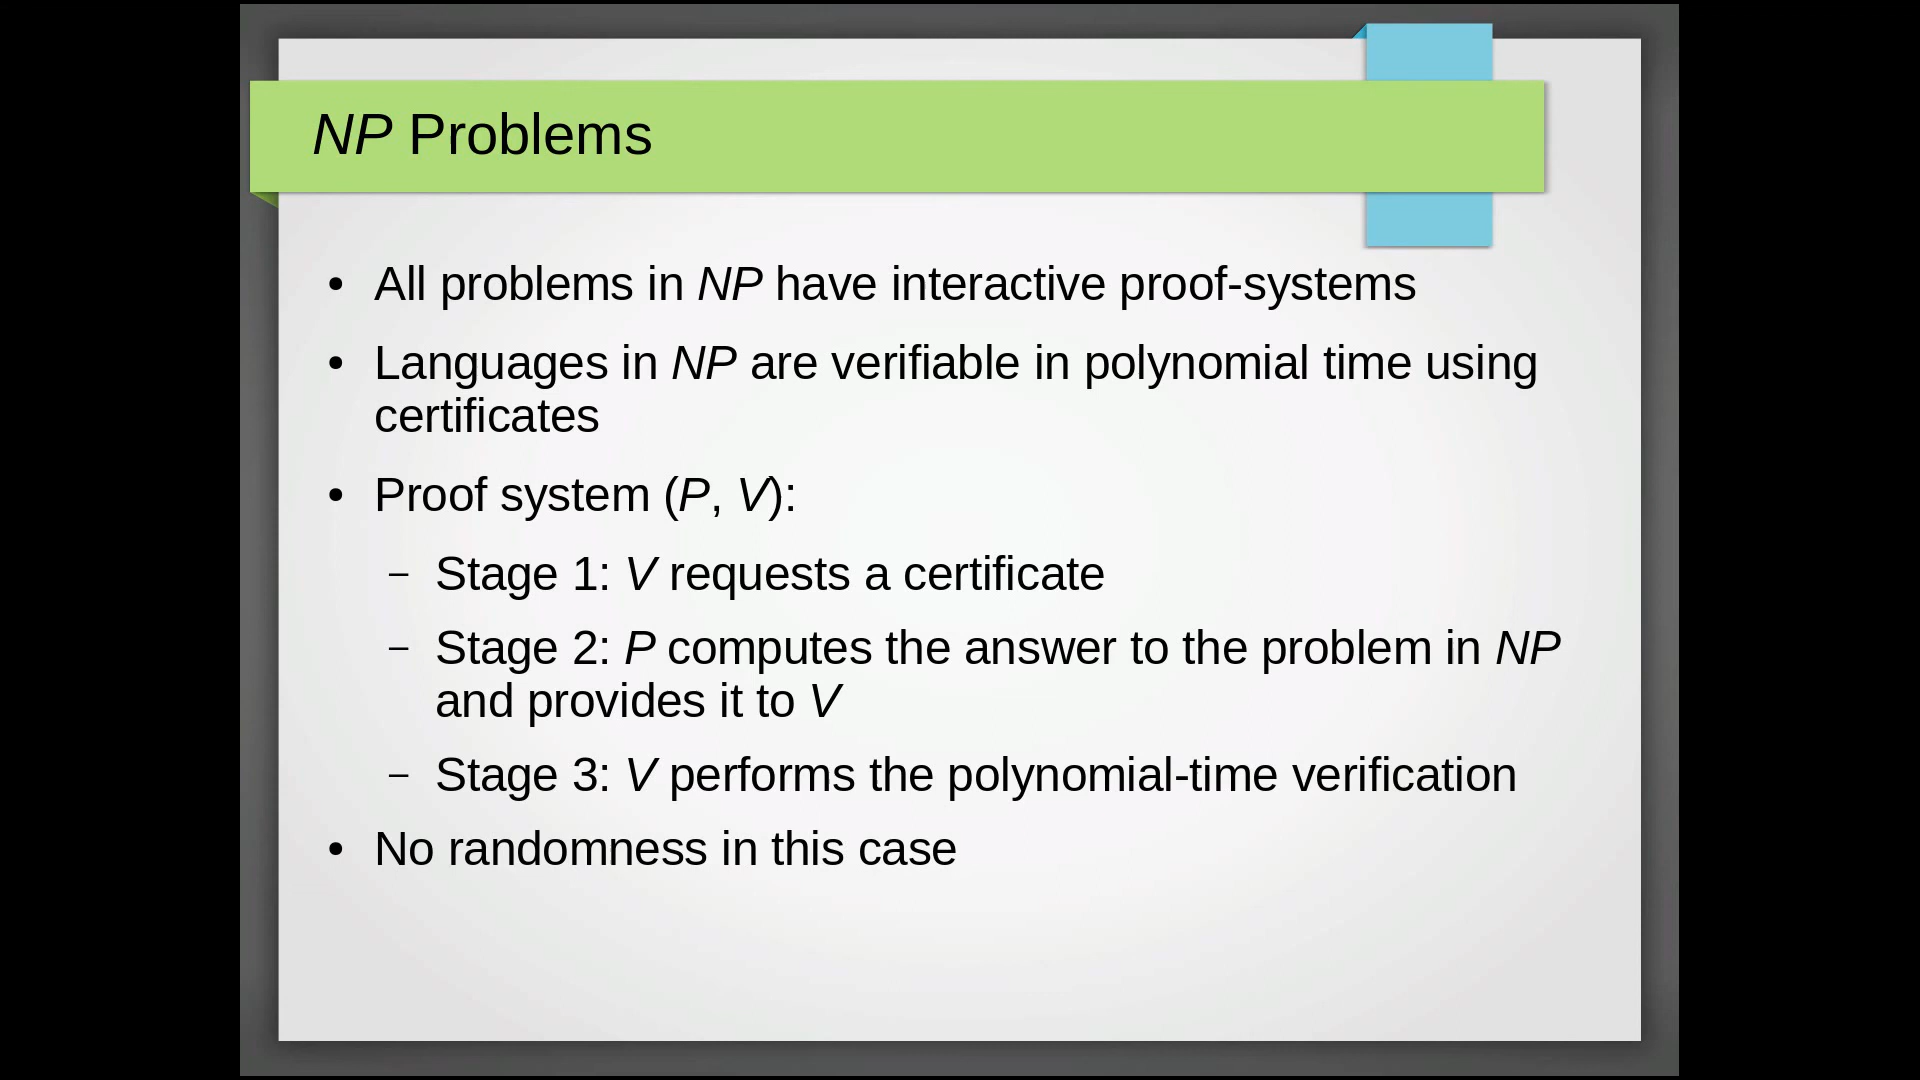 NP Problems
• All problems in NP have interactive proof-systems
• Languages in NP are verifiable in polynomial time using
certificates
• Proof system (P, V):
– Stage 1: V requests a certificate
– Stage 2: P computes the answer to the problem in NP
and provides it to V
– Stage 3: V performs the polynomial-time verification
• No randomness in this case